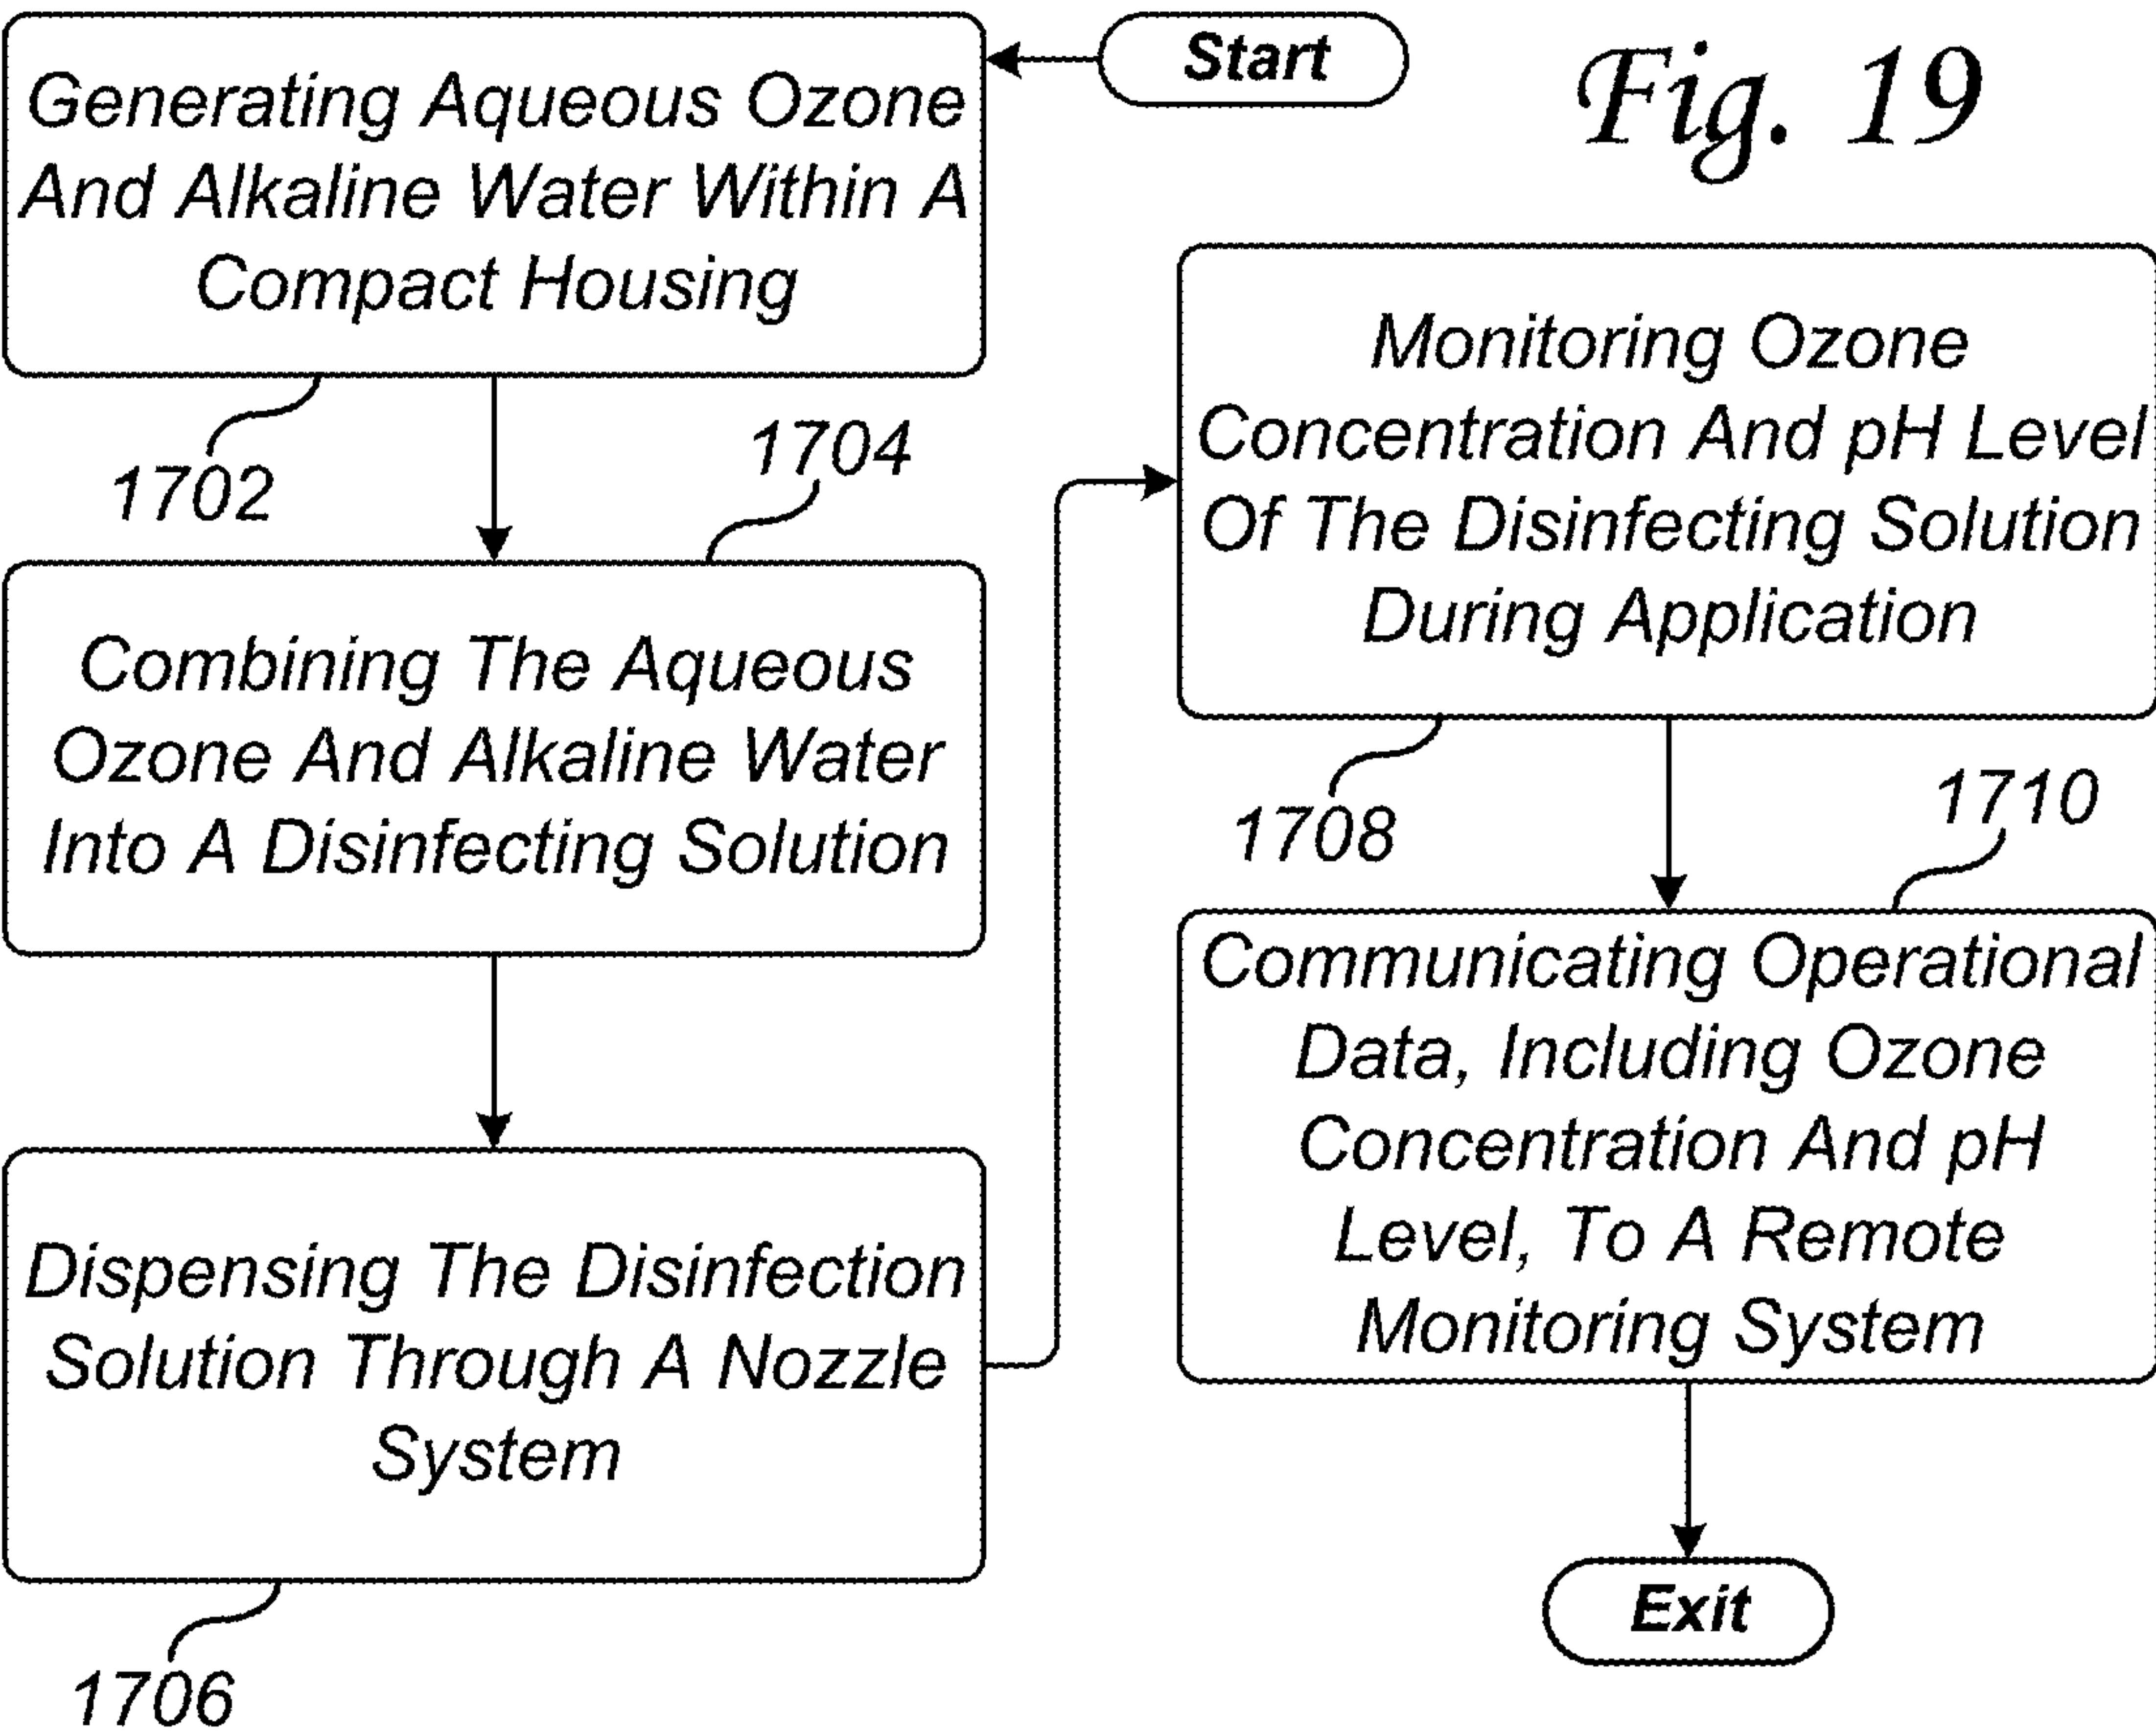 Start
Fig. 19
Generating Aqueous Ozone
And Alkaline Water Within A
Compact Housing
1702
1704
Combining The Aqueous
Ozone And Alkaline Water
Into A Disinfecting Solution
Dispensing The Disinfection
Solution Through A Nozzle
System
1706
Monitoring Ozone
Concentration And pH Level
Of The Disinfecting Solution
During Application
1708
1710
Communicating Operational
Data, Including Ozone
Concentration And pH
Level, To A Remote
Monitoring System
Exit